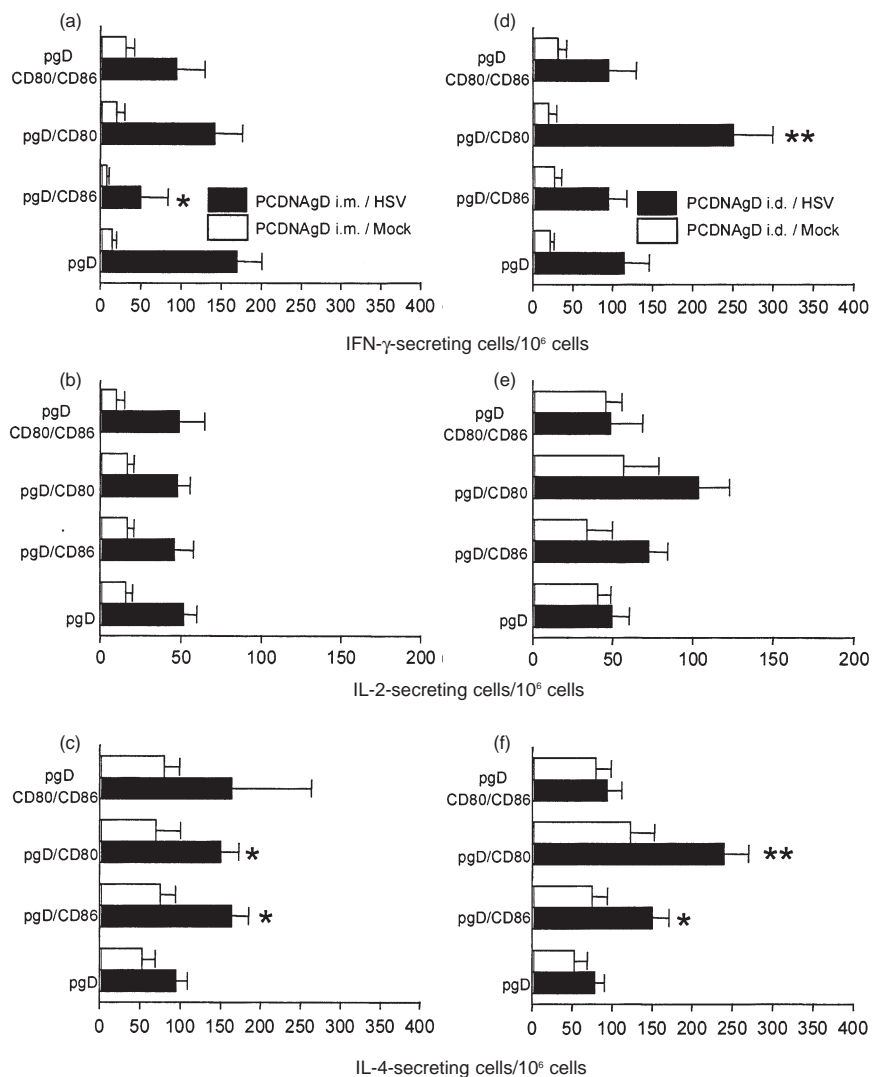 (a)
pgD
CD80/CD86
pgD/CD80
pgD/CD86
*
PCDNAgD i.m. / HSV
PCDNAgD i.m. / Mock
pgD
0 50 100 150 200 250 300 350 400
(d)
pgD
CD80/CD86
pgD/CD80
**
pgD/CD86
PCDNAgD i.d. / HSV
PCDNAgD i.d. / Mock
pgD
0 50 100 150 200 250 300 350 400
IFN-γ-secreting cells/10⁶ cells
(b)
pgD
CD80/CD86
pgD/CD80
pgD/CD86
pgD
0 50 100 150 200
(e)
pgD
CD80/CD86
pgD/CD80
pgD/CD86
pgD
0 50 100 150 200
IL-2-secreting cells/10⁶ cells
(c)
pgD
CD80/CD86
pgD/CD80
*
pgD/CD86
*
pgD
0 50 100 150 200 250 300 350 400
(f)
pgD
CD80/CD86
pgD/CD80
**
pgD/CD86
*
pgD
0 50 100 150 200 250 300 350 400
IL-4-secreting cells/10⁶ cells